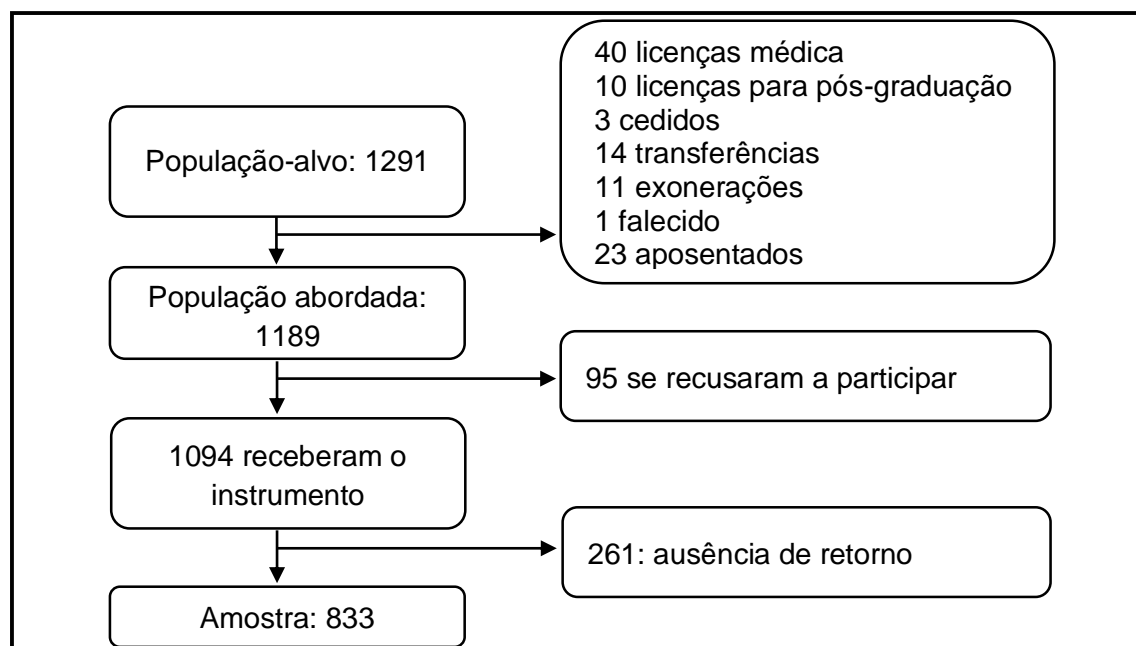 População-alvo: 1291
40 licenças médica
10 licenças para pós-graduação
3 cedidos
14 transferências
11 exonerações
1 falecido
23 aposentados
População abordada:
1189
95 se recusaram a participar
1094 receberam o
instrumento
261: ausência de retorno
Amostra: 833